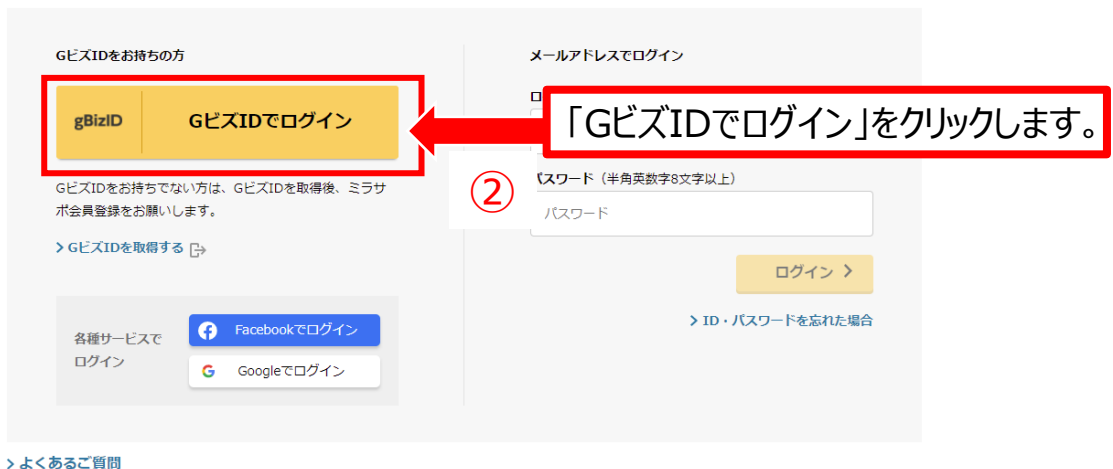 GビズIDをお持ちの方
gBizID GビズIDでログイン
GビズIDをお持ちでない方は、GビズIDを取得後、ミラサ
ポ会員登録をお願いします。
GビズIDを取得する
各種サービスで
ログイン
Facebookでログイン
Googleでログイン
メールアドレスでログイン
ロ
「GビズIDでログイン」をクリックします。
②
パスワード（半角英数字8文字以上）
パスワード
ログイン
ID・パスワードを忘れた場合
よくあるご質問